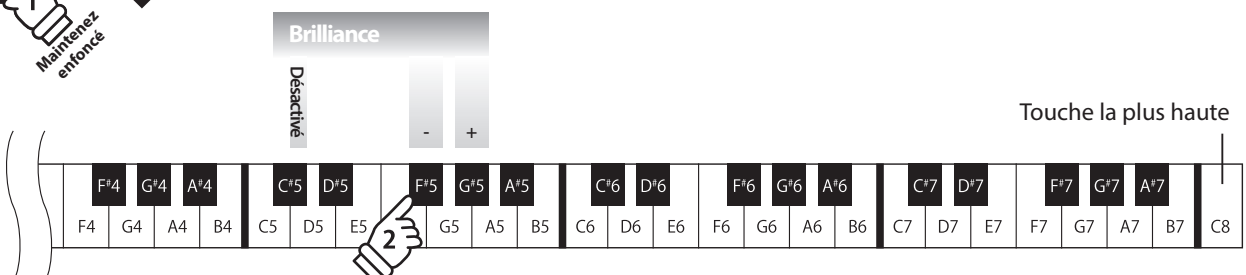 1
Maintenez
enfoncé
Brilliance
Désactivé
- +
Touche la plus haute
F#4 G#4 A#4 C#5 D#5 F#5 G#5 A#5 C#6 D#6 F#6 G#6 A#6 C#7 D#7 F#7 G#7 A#7
F4 G4 A4 B4 C5 D5 E5 G5 A5 B5 C6 D6 E6 F6 G6 A6 B6 C7 D7 E7 F7 G7 A7 B7 C8
2